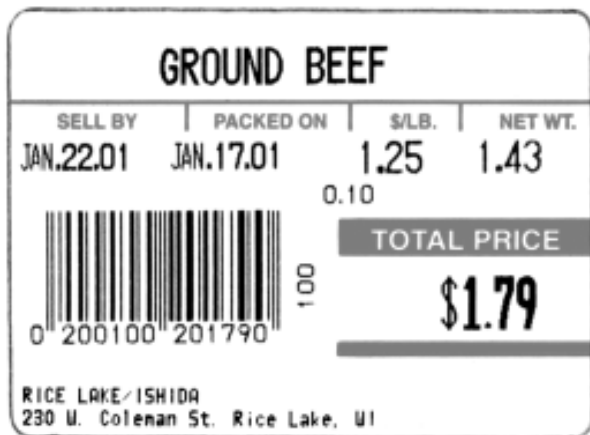 GROUND BEEF
SELL BY PACKED ON $/LB. NET WT.
JAN.22.01 JAN.17.01 1.25 1.43
0.10
TOTAL PRICE
$1.79
100
0 200100 201790
RICE LAKE/ISHIDA
230 W. Coleman St. Rice Lake, WI